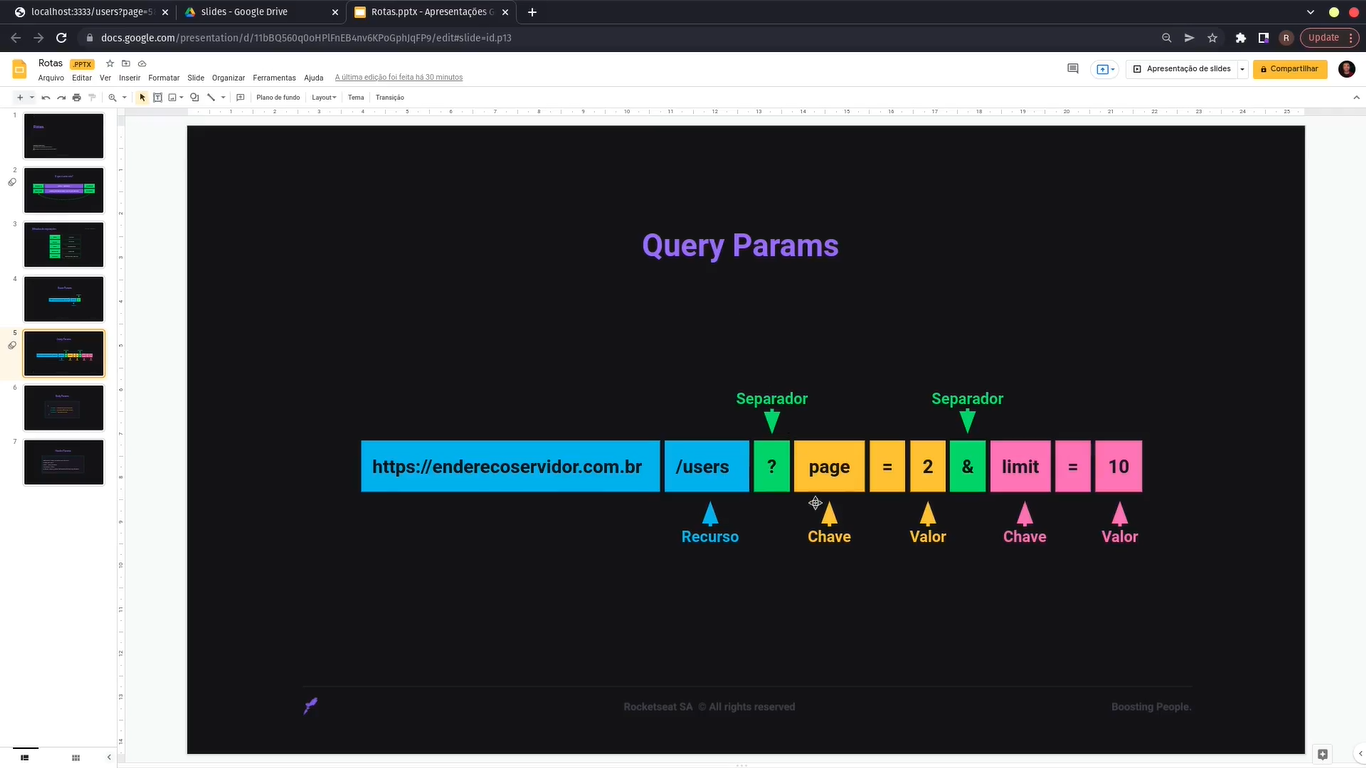 localhost:3333/users?page=5
slides - Google Drive
Rotas.pptx - Apresentações G
docs.google.com/presentation/d/11bBQ560q0oHPlFnEB4nv6KPoGphJqFP9/edit#slide=id.p13
R
Update
Rotas .PPTX
Arquivo Editar Ver Inserir Formatar Slide Organizar Ferramentas Ajuda A última edição foi feita há 30 minutos
Apresentação de slides
Compartilhar
Plano de fundo Layout Tema Transição
1
2
3
4
5
6
7
Query Params
Separador Separador
https://enderecoservidor.com.br /users ? page = 2 & limit = 10
Recurso Chave Valor Chave Valor
Rocketseat SA © All rights reserved
Boosting People.